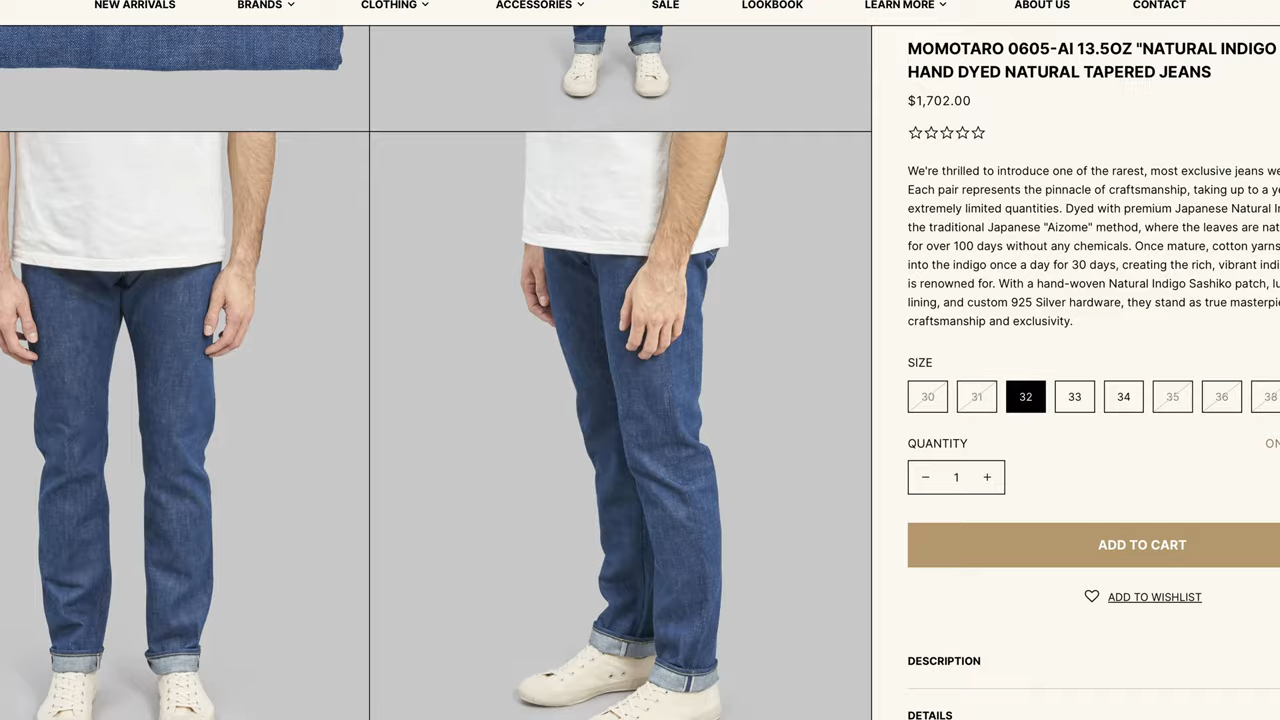 NEW ARRIVALS BRANDS CLOTHING ACCESSORIES SALE LOOKBOOK LEARN MORE ABOUT US CONTACT
MOMOTARO 0605-AI 13.5OZ "NATURAL INDIGO
HAND DYED NATURAL TAPERED JEANS
$1,702.00
We're thrilled to introduce one of the rarest, most exclusive jeans we
Each pair represents the pinnacle of craftsmanship, taking up to a
extremely limited quantities. Dyed with premium Japanese Natural
the traditional Japanese "Aizome" method, where the leaves are
for over 100 days without any chemicals. Once mature, cotton yarns
into the indigo once a day for 30 days, creating the rich, vibrant
is renowned for. With a hand-woven Natural Indigo Sashiko patch,
lining, and custom 925 Silver hardware, they stand as true
craftsmanship and exclusivity.
SIZE
30 31 32 33 34 35 36 38
QUANTITY
− 1 +
ADD TO CART
ADD TO WISHLIST
DESCRIPTION
DETAILS